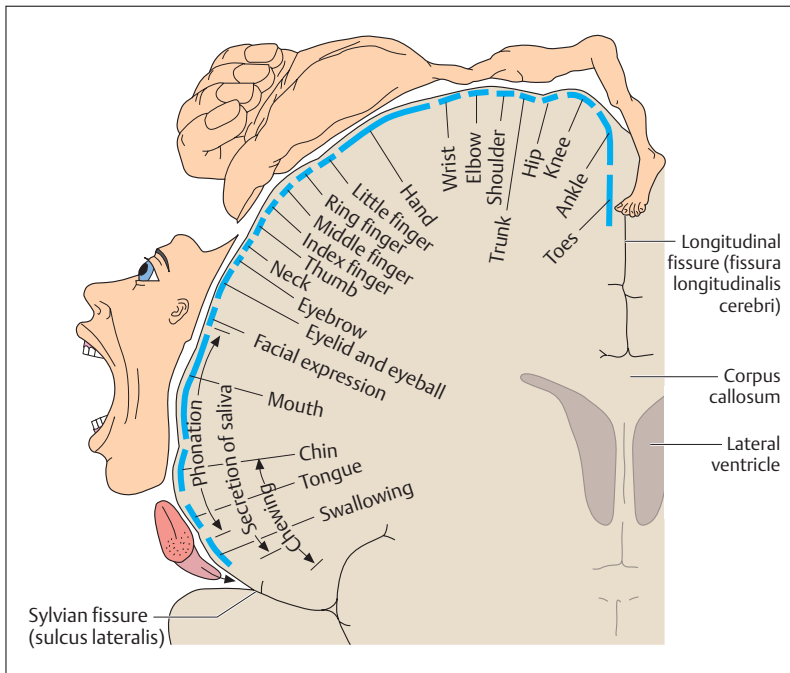 Wrist
Elbow
Shoulder
Trunk
Hip
Knee
Ankle
Toes
Hand
Little finger
Ring finger
Middle finger
Index finger
Thumb
Neck
Eyebrow
Eyelid and eyeball
Facial expression
Mouth
Chin
Tongue
Swallowing
Phonation
Secretion of saliva
Chewing
Longitudinal
fissure (fissura
longitudinalis
cerebri)
Corpus
callosum
Lateral
ventricle
Sylvian fissure
(sulcus lateralis)